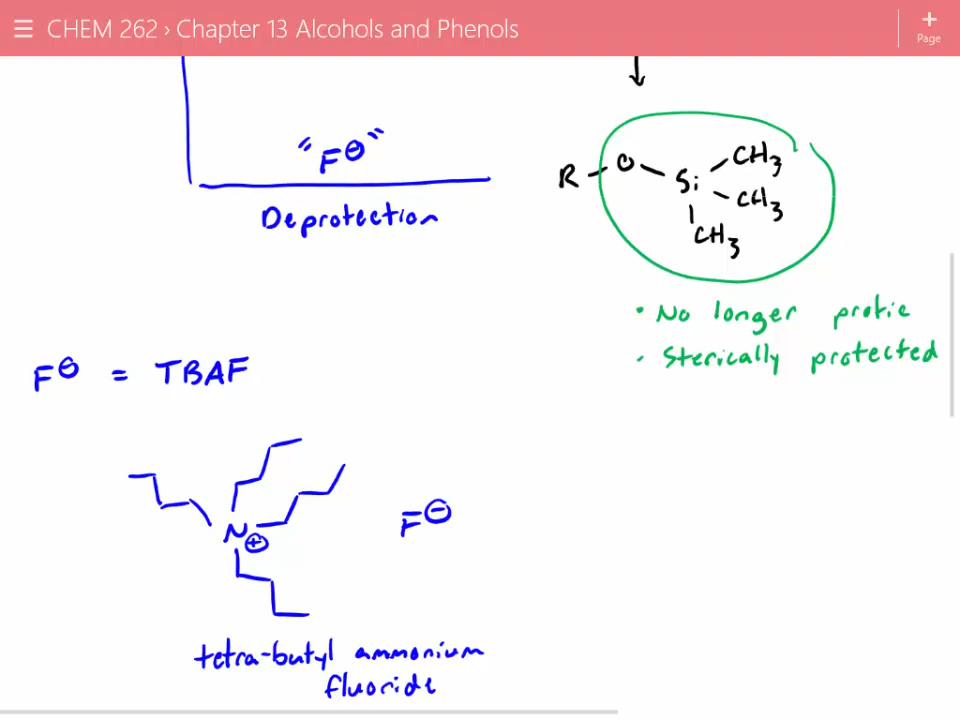 ☰ CHEM 262 › Chapter 13 Alcohols and Phenols
+
Page
"F⊖"
Deprotection
R-O-Si
CH3
CH3
CH3
• No longer protic
• Sterically protected
F⊖ = TBAF
N⊕
F⊖
tetra-butyl ammonium
fluoride